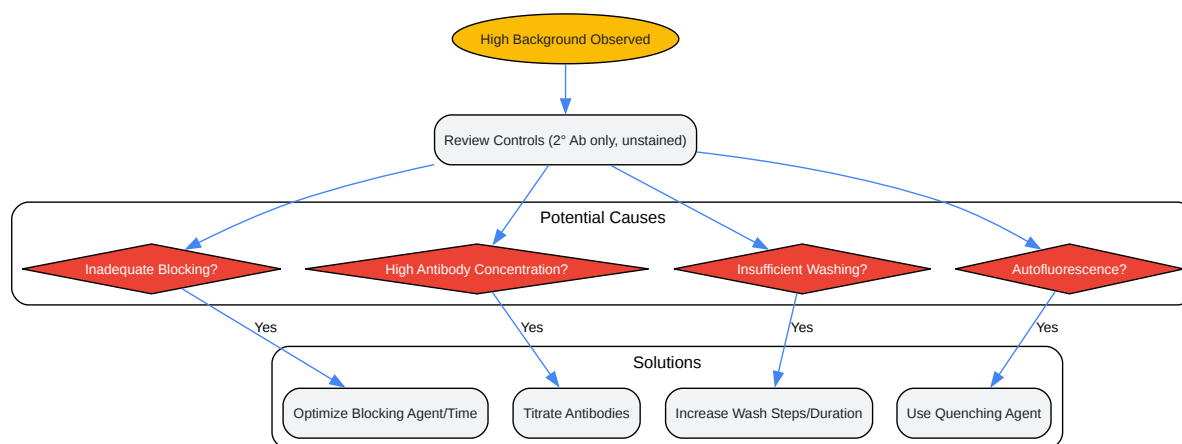 High Background Observed
Review Controls (2° Ab only, unstained)
Potential Causes
Inadequate Blocking?
High Antibody Concentration?
Insufficient Washing?
Autofluorescence?
Yes
Yes
Yes
Yes
Solutions
Optimize Blocking Agent/Time
Titrate Antibodies
Increase Wash Steps/Duration
Use Quenching Agent